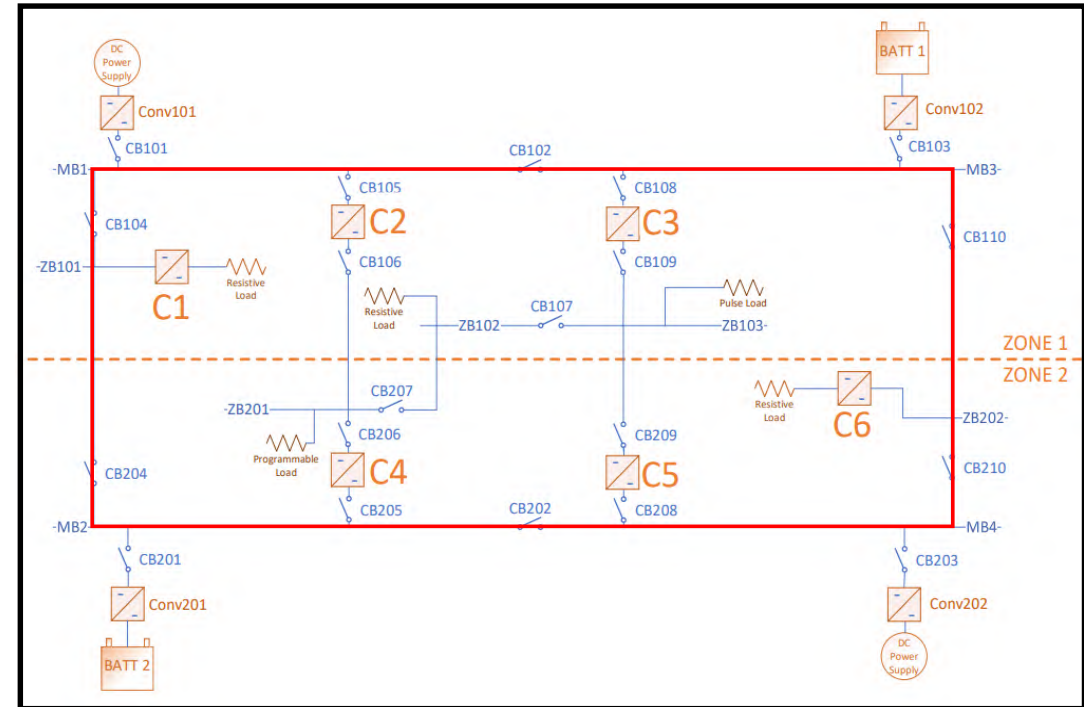 DC
Power
Supply
BATT 1
Conv101
Conv102
CB101
CB102
CB103
-MB1-
-MB3-
CB105
CB108
C2
C3
CB104
CB110
CB106
CB109
-ZB101-
Resistive
Load
C1
Resistive
Load
CB107
Pulse Load
-ZB102-
-ZB103-
ZONE 1
ZONE 2
CB207
Resistive
Load
C6
-ZB201-
-ZB202-
CB206
CB209
Programmable
Load
C4
C5
CB204
CB210
CB205
CB202
CB208
-MB2-
-MB4-
CB201
CB203
Conv201
Conv202
BATT 2
DC
Power
Supply